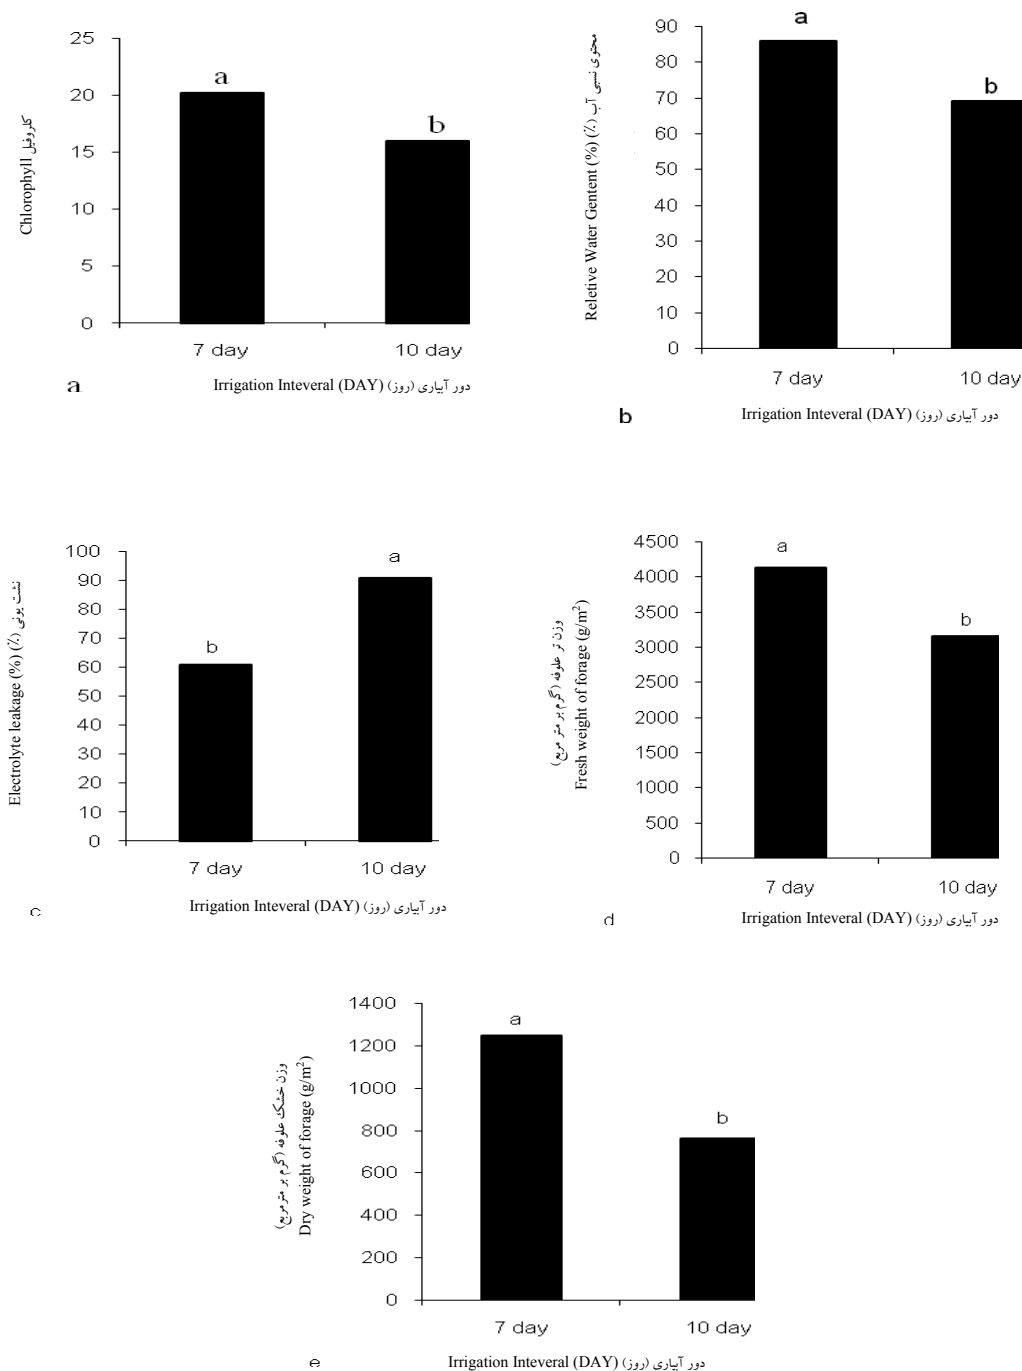 25
20
15
10
5
0
a
b
کلروفیل Chlorophyll
7 day
10 day
a
Irrigation Inteveral (DAY) دور آبیاری (روز)
90
80
70
60
50
40
30
20
10
0
a
b
Reletive Water Gentent (%) محتوی نسبی آب (٪)
7 day
10 day
b
Irrigation Inteveral (DAY) دور آبیاری (روز)
100
90
80
70
60
50
40
30
20
10
0
b
a
Electrolyte leakage (%) نشت یونی (٪)
7 day
10 day
c
Irrigation Inteveral (DAY) دور آبیاری (روز)
4500
4000
3500
3000
2500
2000
1500
1000
500
0
a
b
وزن تر علوفه (گرم بر متر مربع)
Fresh weight of forage (g/m²)
7 day
10 day
d
Irrigation Inteveral (DAY) دور آبیاری (روز)
1400
1200
1000
800
600
400
200
0
a
b
وزن خشک علوفه (گرم بر مترمربع)
Dry weight of forage (g/m²)
7 day
10 day
e
Irrigation Inteveral (DAY) دور آبیاری (روز)